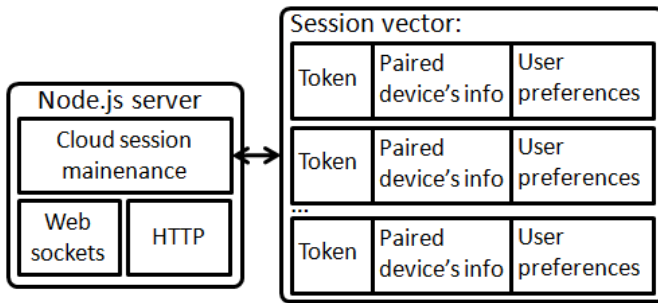 Node.js server
Cloud session
mainenance
Web
sockets
HTTP
Session vector:
Token
Paired
device's info
User
preferences
Token
Paired
device's info
User
preferences
...
Token
Paired
device's info
User
preferences